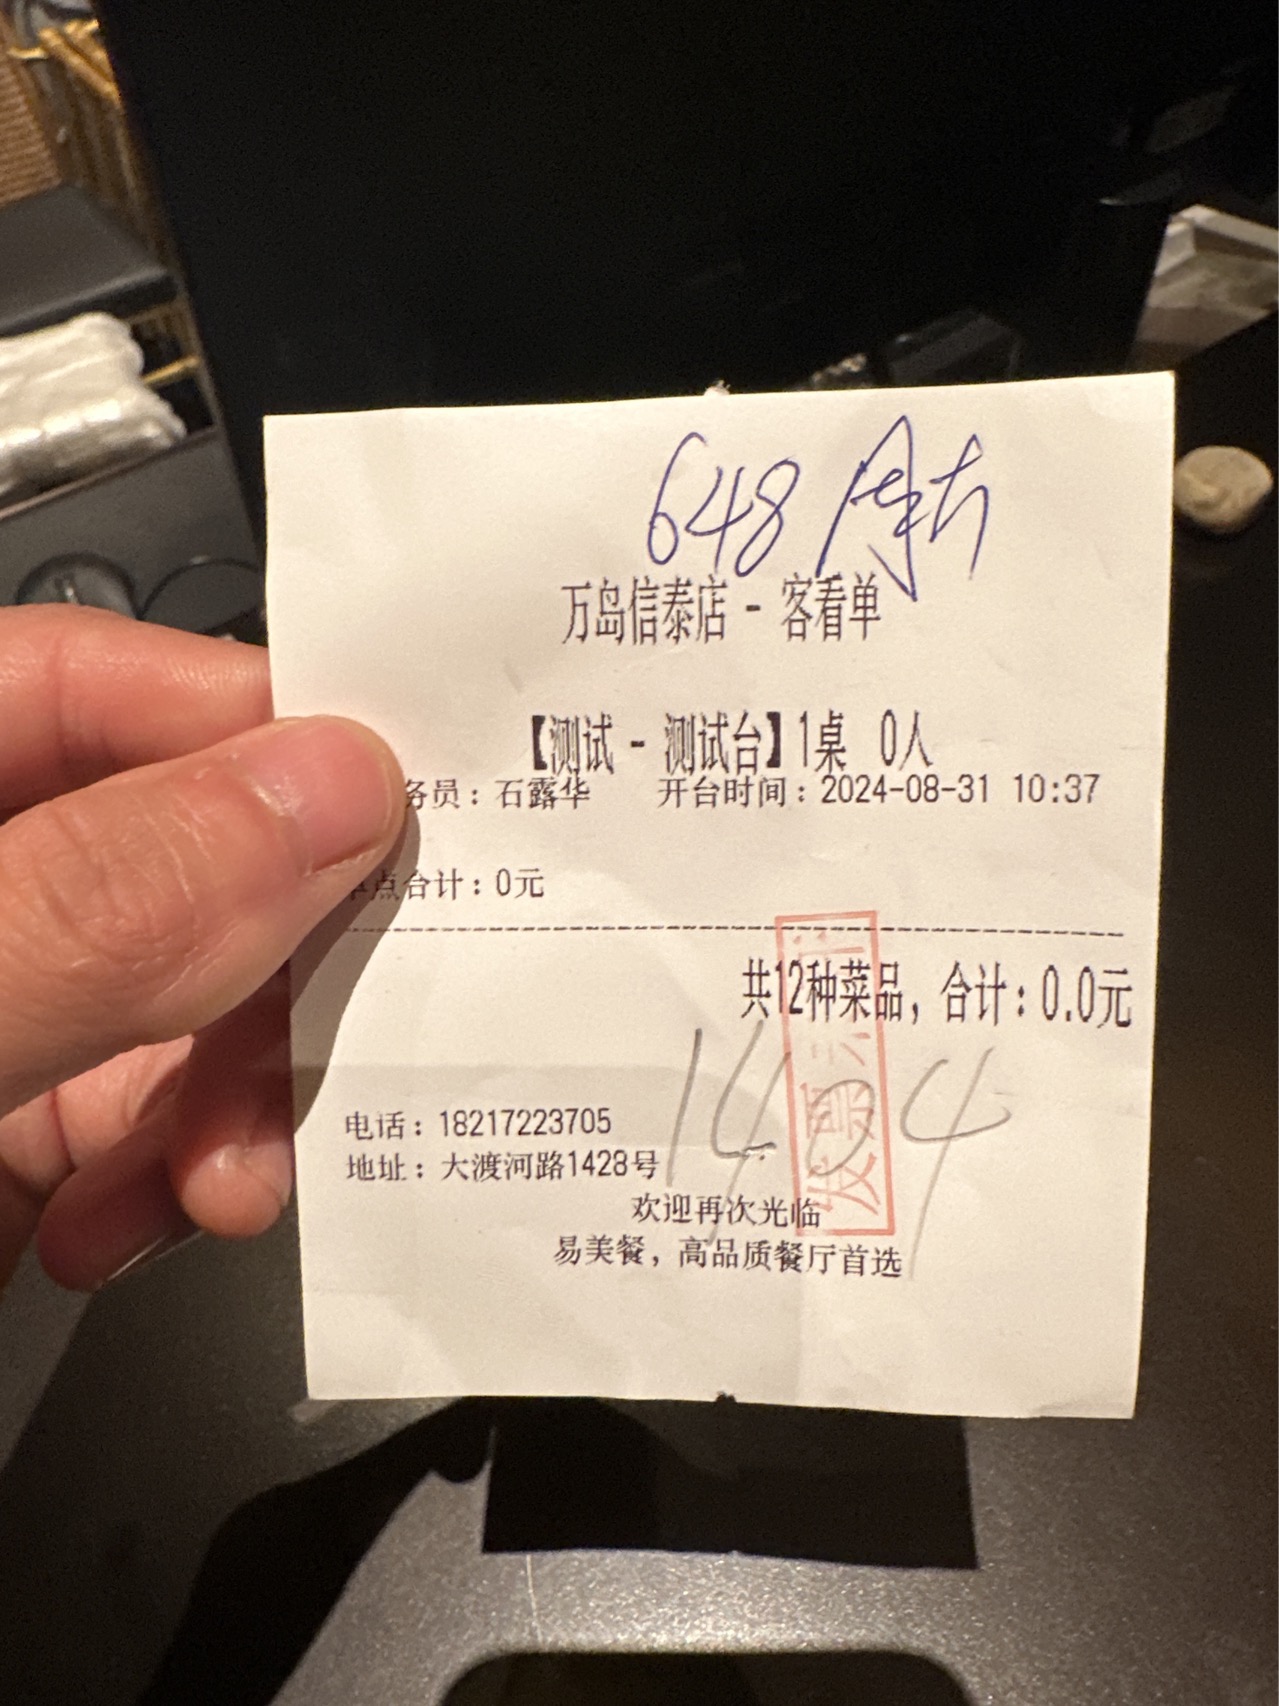 648
万岛信泰店 - 客看单
【测试 - 测试台】1桌 0人
务员：石露华 开台时间：2024-08-31 10:37
点合计：0元
共12种菜品，合计：0.0元
1404
电话：18217223705
地址：大渡河路1428号
欢迎再次光临
易美餐，高品质餐厅首选
发票